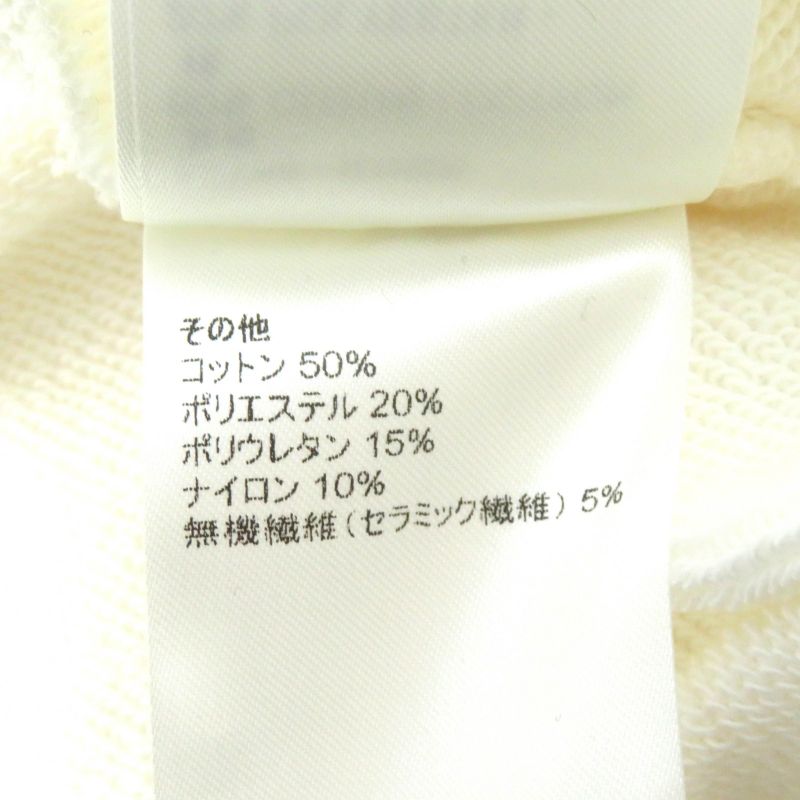 その他
コットン 50%
ポリエステル 20%
ポリウレタン 15%
ナイロン 10%
無機繊維(セラミック繊維) 5%